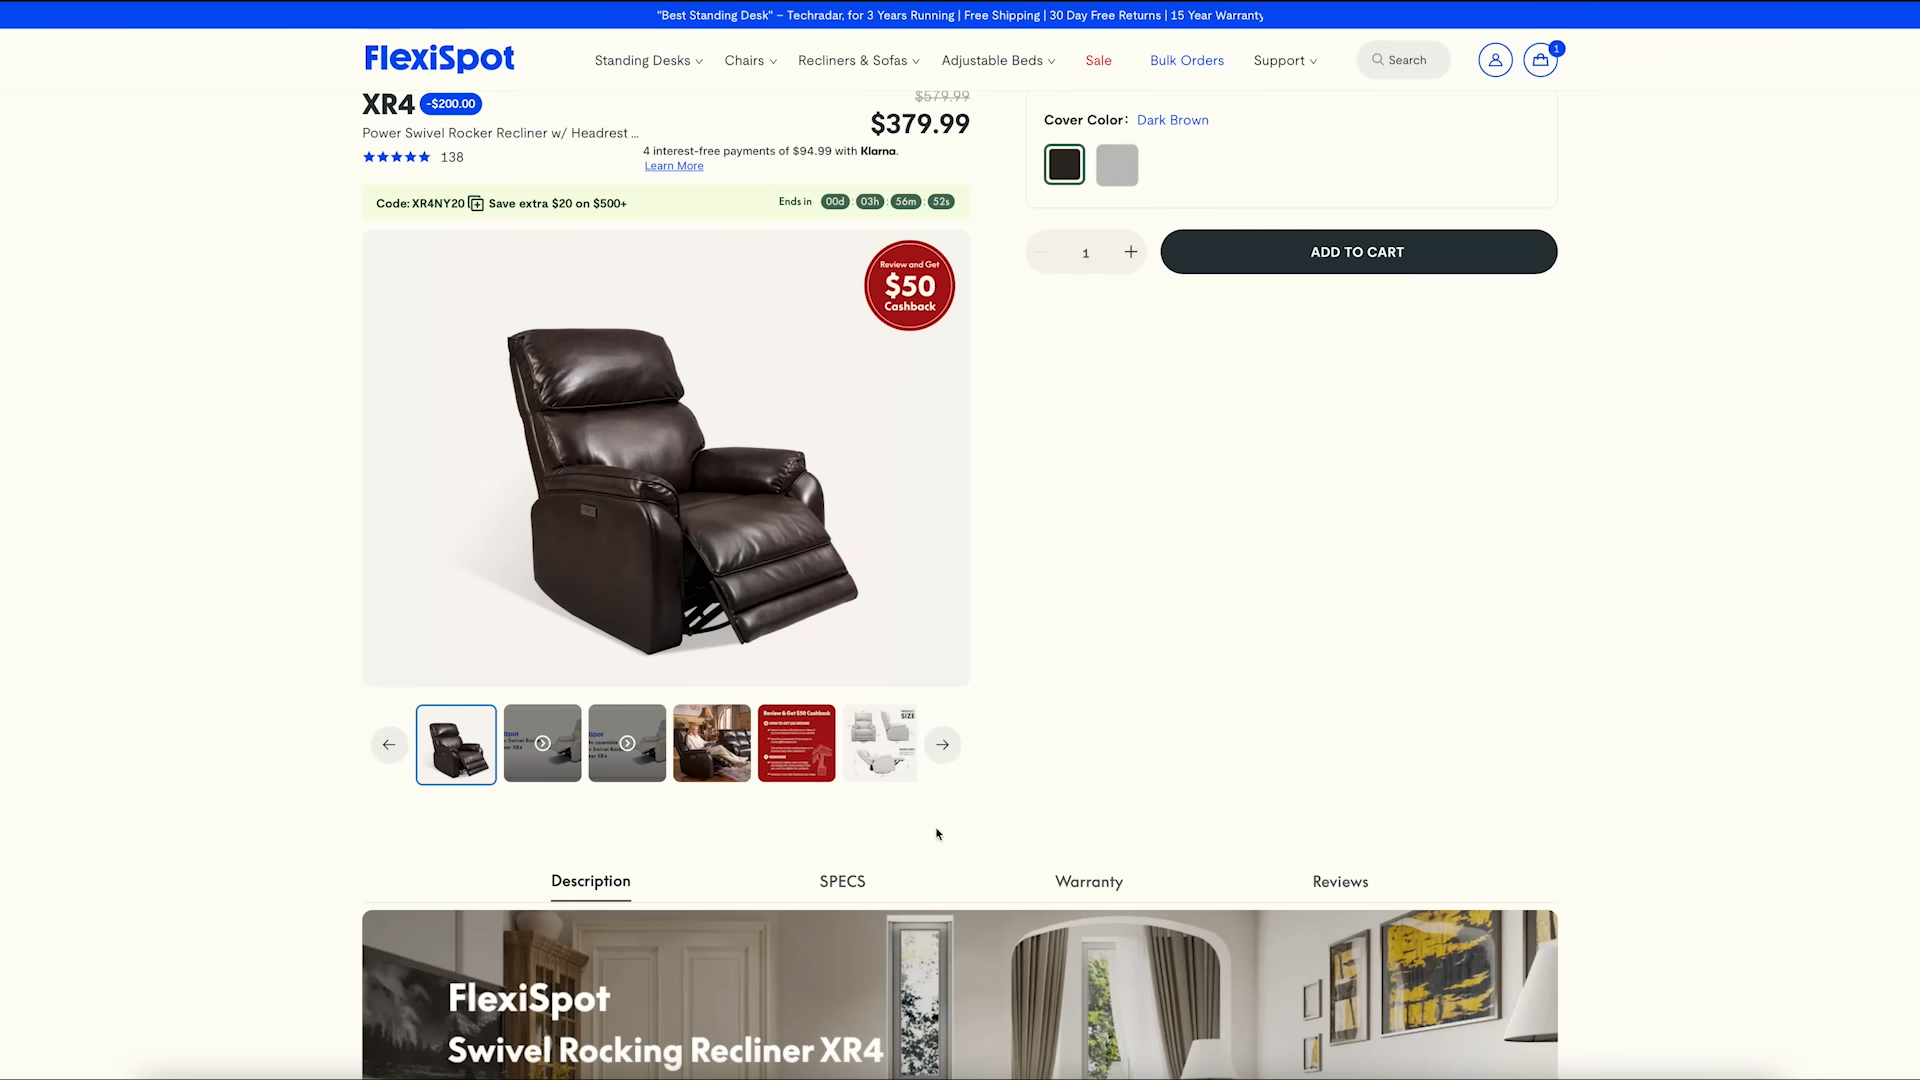 "Best Standing Desk" – Techradar, for 3 Years Running | Free Shipping | 30 Day Free Returns | 15 Year Warranty
FlexiSpot
Standing Desks
Chairs
Recliners & Sofas
Adjustable Beds
Sale
Bulk Orders
Support
Search
1
XR4
-$200.00
$579.99
Power Swivel Rocker Recliner w/ Headrest ...
$379.99
138
4 interest-free payments of $94.99 with Klarna.
Learn More
Code: XR4NY20
Save extra $20 on $500+
Ends in 00d : 03h : 56m : 52s
Review and Get
$50
Cashback
Cover Color: Dark Brown
1
ADD TO CART
Review & Get $50 Cashback
SIZE
Description
SPECS
Warranty
Reviews
FlexiSpot
Swivel Rocking Recliner XR4